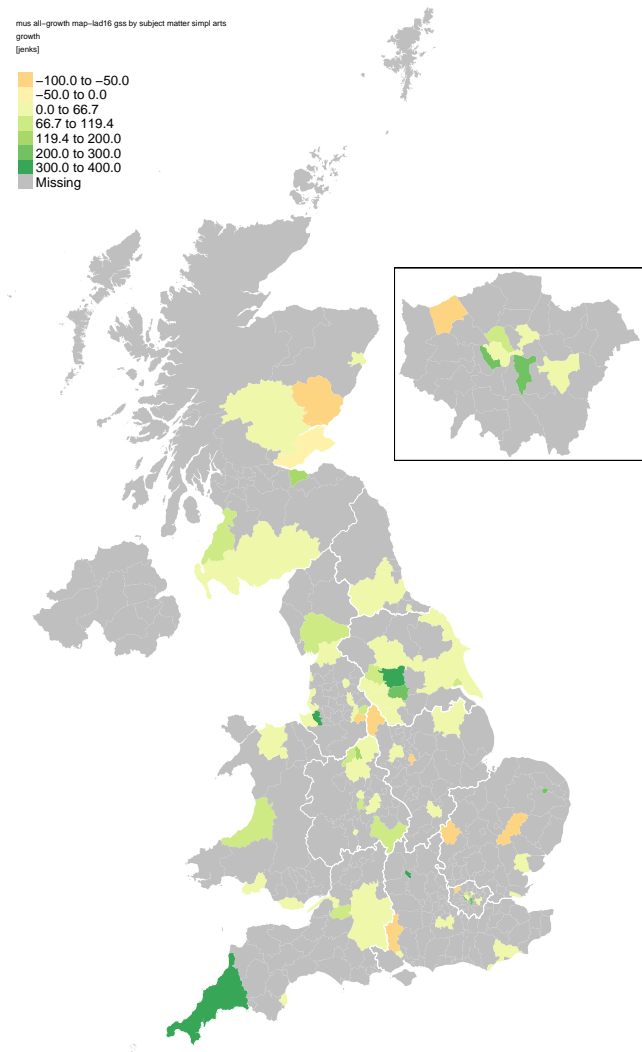 mus all−growth map−lad16 gss by subject matter simpl arts
growth
[jenks]
−100.0 to −50.0
−50.0 to 0.0
0.0 to 66.7
66.7 to 119.4
119.4 to 200.0
200.0 to 300.0
300.0 to 400.0
Missing